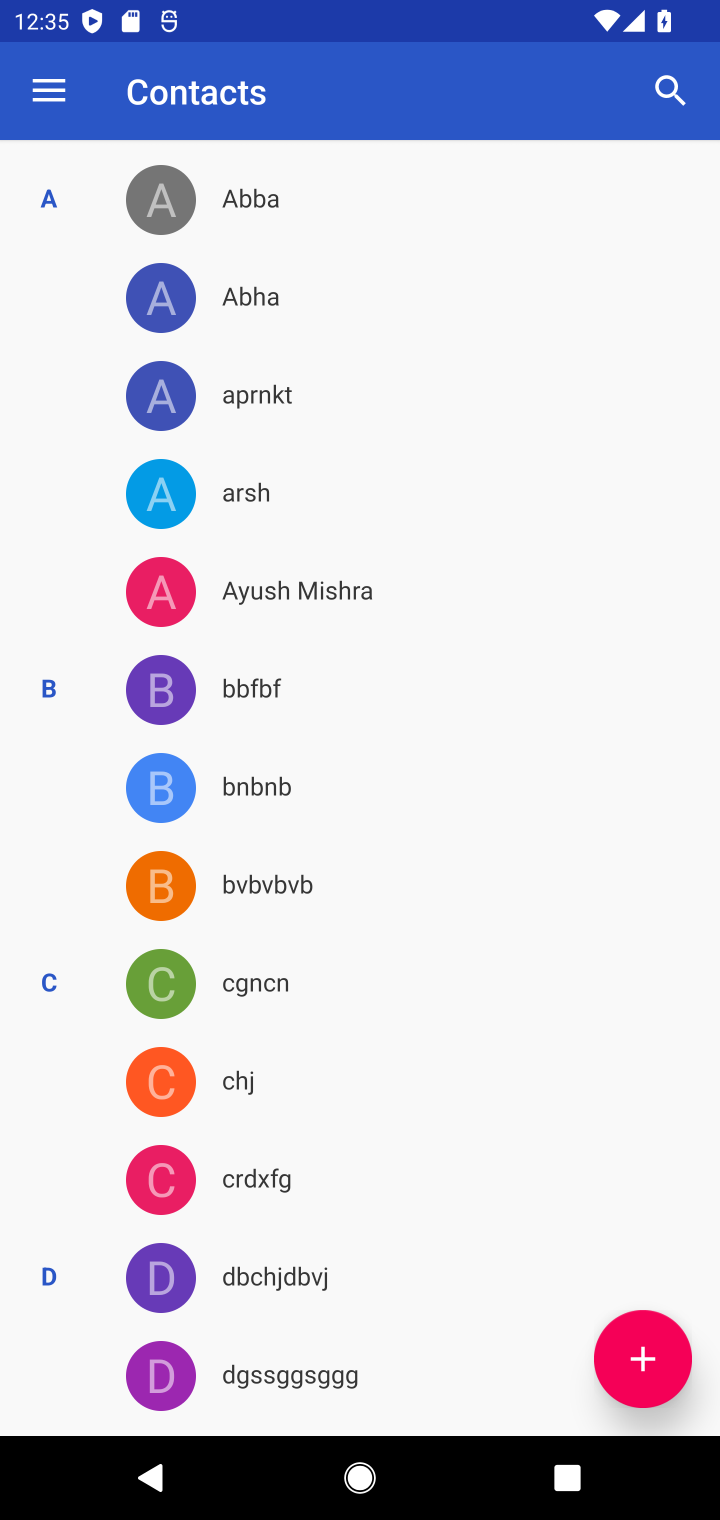 12:35
Contacts
A A Abba
A Abha
A aprnkt
A arsh
A Ayush Mishra
B B bbfbf
B bnbnb
B bvbvbvb
C C cgncn
C chj
C crdxfg
D D dbchjdbvj
D dgssggsggg